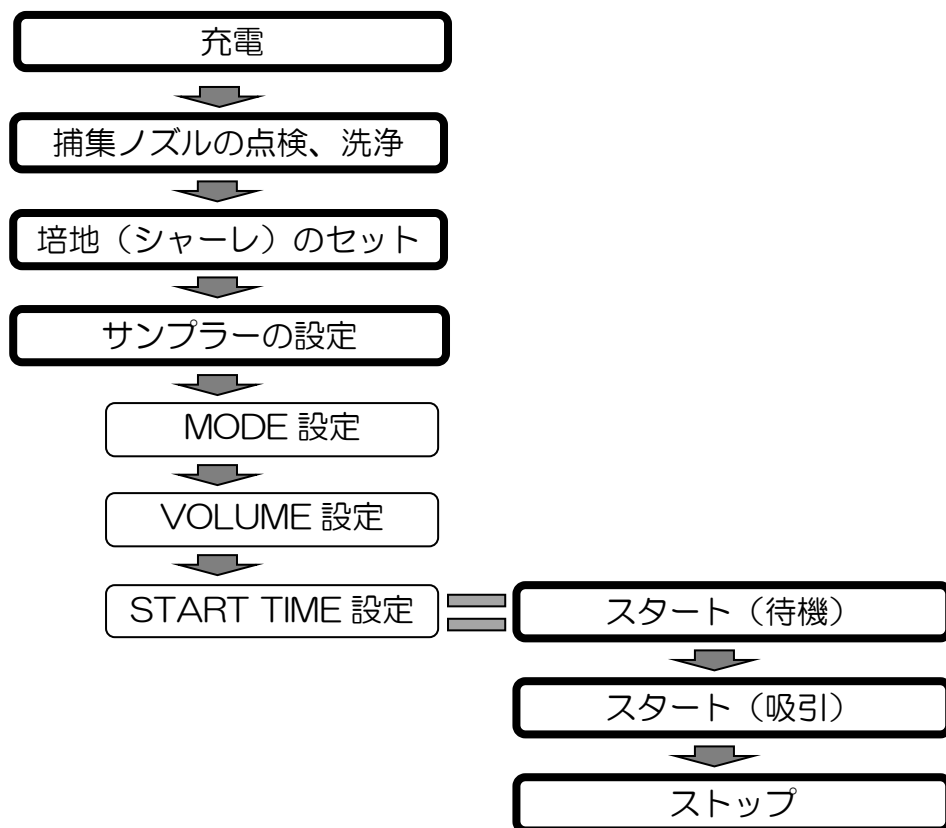 充電
捕集ノズルの点検、洗浄
培地（シャーレ）のセット
サンプラーの設定
MODE 設定
VOLUME 設定
START TIME 設定
スタート（待機）
スタート（吸引）
ストップ